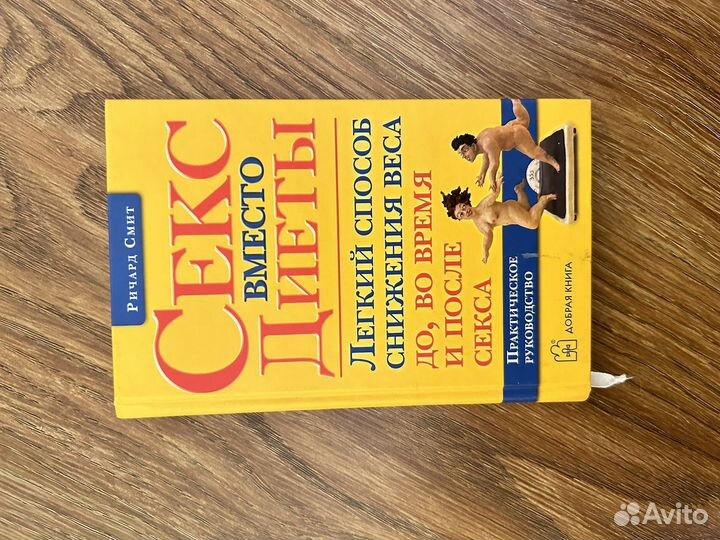 Ричард Смит
Секс
вместо
Диеты
Легкий способ
снижения веса
до, во время
и после
секса
Практическое
руководство
ДОБРАЯ КНИГА
Avito